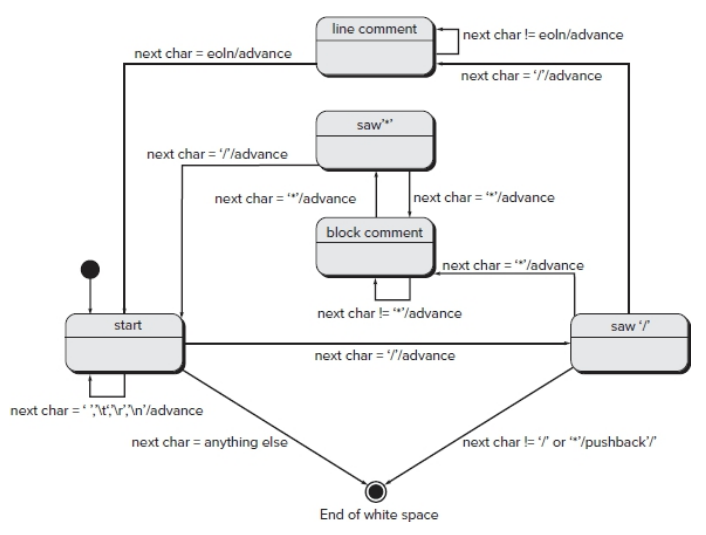 line comment
next char != eoln/advance
next char = eoln/advance
next char = '/'/advance
saw'*'
next char = '/'/advance
next char = '*'/advance
next char = '*'/advance
block comment
next char = '*'/advance
next char != '*'/advance
start
saw '/'
next char = '/'/advance
next char = ' ','\t','\r','\n'/advance
next char = anything else
next char != '/' or '*'/pushback'/'
End of white space